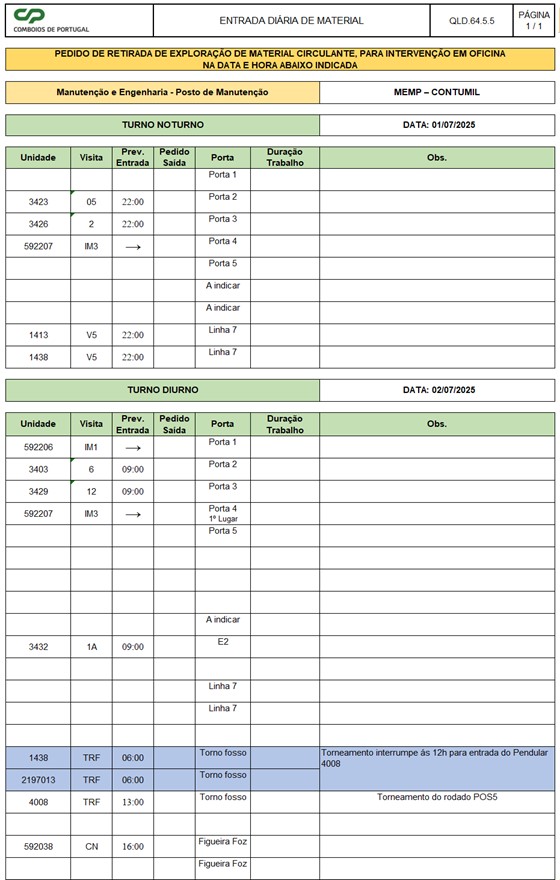 CP
COMBOIOS DE PORTUGAL
ENTRADA DIÁRIA DE MATERIAL
QLD.64.5.5
PÁGINA
1 / 1
PEDIDO DE RETIRADA DE EXPLORAÇÃO DE MATERIAL CIRCULANTE, PARA INTERVENÇÃO EM OFICINA
NA DATA E HORA ABAIXO INDICADA
Manutenção e Engenharia - Posto de Manutenção MEMP – CONTUMIL
TURNO NOTURNO DATA: 01/07/2025
Unidade Visita Prev. Entrada Pedido Saída Porta Duração Trabalho Obs.
Porta 1
3423 05 22:00 Porta 2
3426 2 22:00 Porta 3
592207 IM3 → Porta 4
Porta 5
A indicar
A indicar
1413 V5 22:00 Linha 7
1438 V5 22:00 Linha 7
TURNO DIURNO DATA: 02/07/2025
Unidade Visita Prev. Entrada Pedido Saída Porta Duração Trabalho Obs.
592206 IM1 → Porta 1
3403 6 09:00 Porta 2
3429 12 09:00 Porta 3
592207 IM3 → Porta 4
1º Lugar
Porta 5
A indicar
3432 1A 09:00 E2
Linha 7
Linha 7
1438 TRF 06:00 Torno fosso Torneamento interrompe às 12h para entrada do Pendular
4008
2197013 TRF 06:00 Torno fosso
4008 TRF 13:00 Torno fosso Torneamento do rodado POS5
592038 CN 16:00 Figueira Foz
Figueira Foz